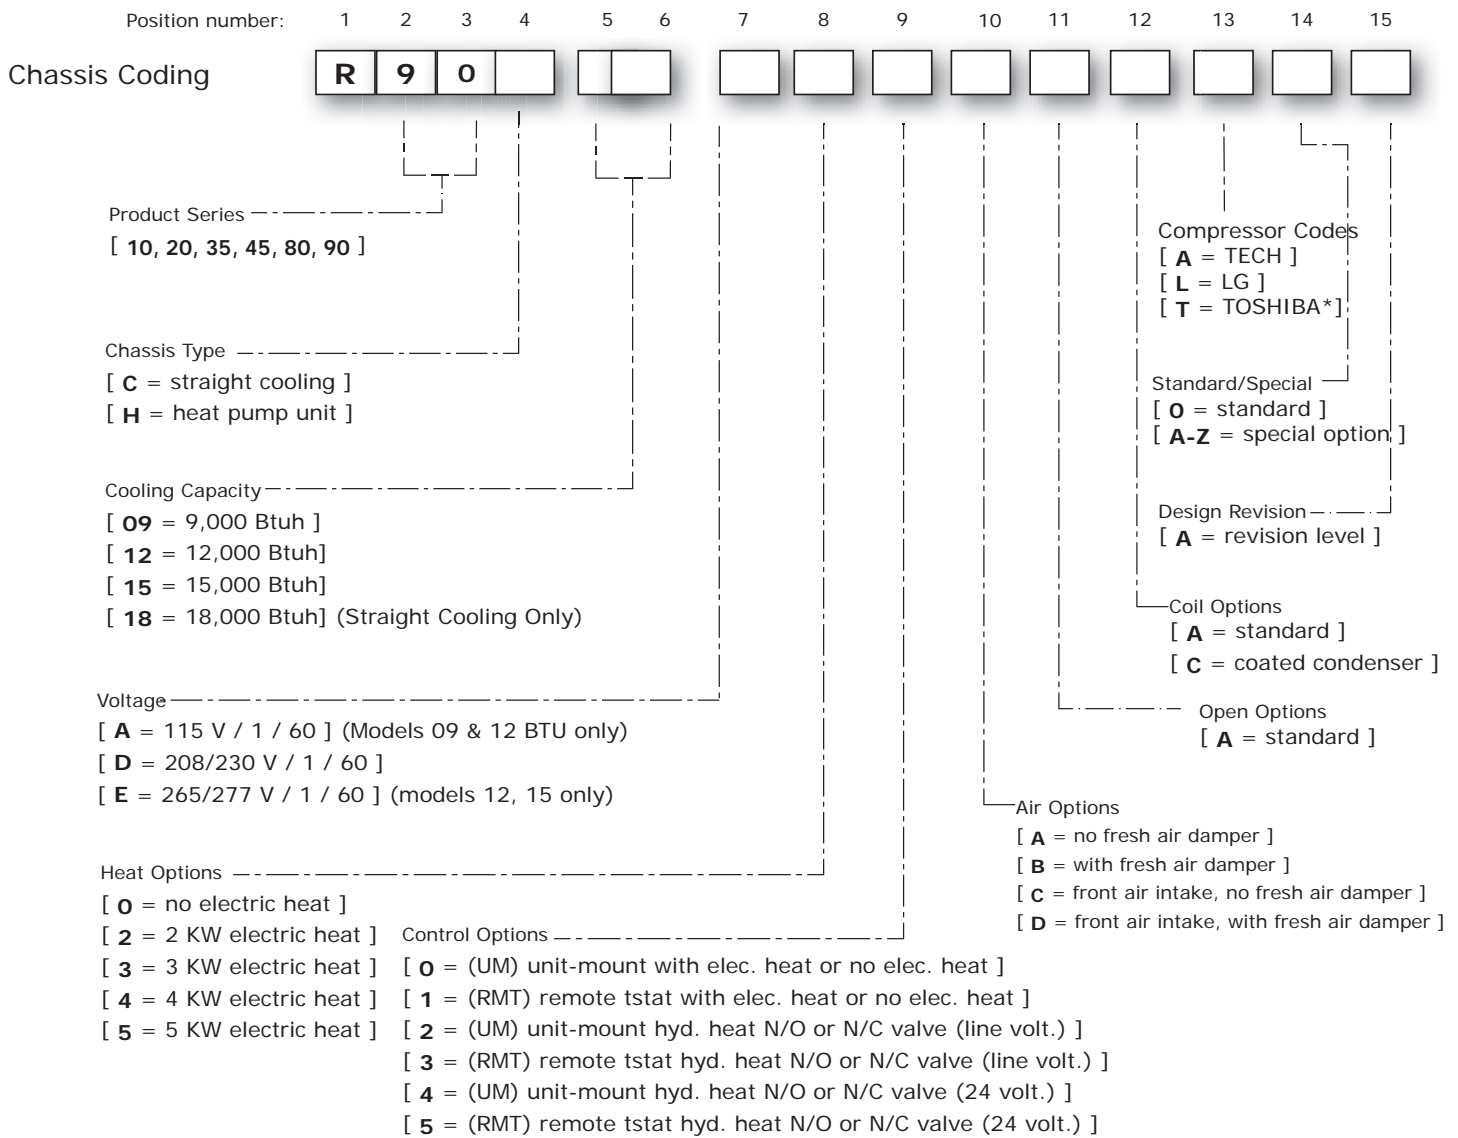 Position number: 1 2 3 4 5 6 7 8 9 10 11 12 13 14 15
Chassis Coding R 9 0
Product Series
[ 10, 20, 35, 45, 80, 90 ]
Chassis Type
[ C = straight cooling ]
[ H = heat pump unit ]
Cooling Capacity
[ 09 = 9,000 Btuh ]
[ 12 = 12,000 Btuh]
[ 15 = 15,000 Btuh]
[ 18 = 18,000 Btuh] (Straight Cooling Only)
Voltage
[ A = 115 V / 1 / 60 ] (Models 09 & 12 BTU only)
[ D = 208/230 V / 1 / 60 ]
[ E = 265/277 V / 1 / 60 ] (models 12, 15 only)
Heat Options
[ 0 = no electric heat ]
[ 2 = 2 KW electric heat ]
[ 3 = 3 KW electric heat ]
[ 4 = 4 KW electric heat ]
[ 5 = 5 KW electric heat ]
Control Options
[ 0 = (UM) unit-mount with elec. heat or no elec. heat ]
[ 1 = (RMT) remote tstat with elec. heat or no elec. heat ]
[ 2 = (UM) unit-mount hyd. heat N/O or N/C valve (line volt.) ]
[ 3 = (RMT) remote tstat hyd. heat N/O or N/C valve (line volt.) ]
[ 4 = (UM) unit-mount hyd. heat N/O or N/C valve (24 volt.) ]
[ 5 = (RMT) remote tstat hyd. heat N/O or N/C valve (24 volt.) ]
Compressor Codes
[ A = TECH ]
[ L = LG ]
[ T = TOSHIBA*]
Standard/Special
[ 0 = standard ]
[ A-Z = special option ]
Design Revision
[ A = revision level ]
Coil Options
[ A = standard ]
[ C = coated condenser ]
Open Options
[ A = standard ]
Air Options
[ A = no fresh air damper ]
[ B = with fresh air damper ]
[ C = front air intake, no fresh air damper ]
[ D = front air intake, with fresh air damper ]